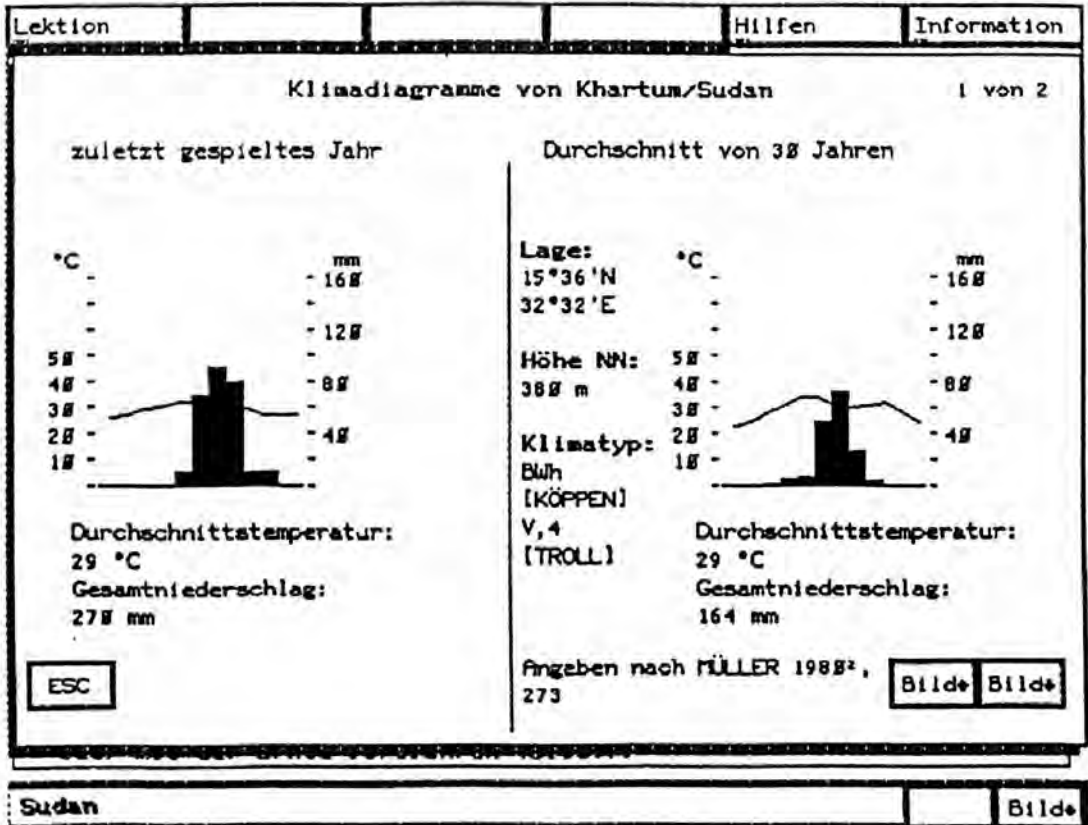 Lektion
Hilfen
Information
Klimadiagramme von Khartum/Sudan
1 von 2
zuletzt gespieltes Jahr
°C
mm
160
120
50
40
80
30
20
40
10
Durchschnittstemperatur:
29 °C
Gesamtniederschlag:
270 mm
ESC
Durchschnitt von 30 Jahren
Lage:
15°36'N
32°32'E
Höhe NN:
380 m
Klimatyp:
BWh
[KÖPPEN]
V,4
[TROLL]
°C
mm
160
120
50
40
80
30
20
40
10
Durchschnittstemperatur:
29 °C
Gesamtniederschlag:
164 mm
Angeben nach MÜLLER 1980²,
273
Bild
Bild
Sudan
Bild